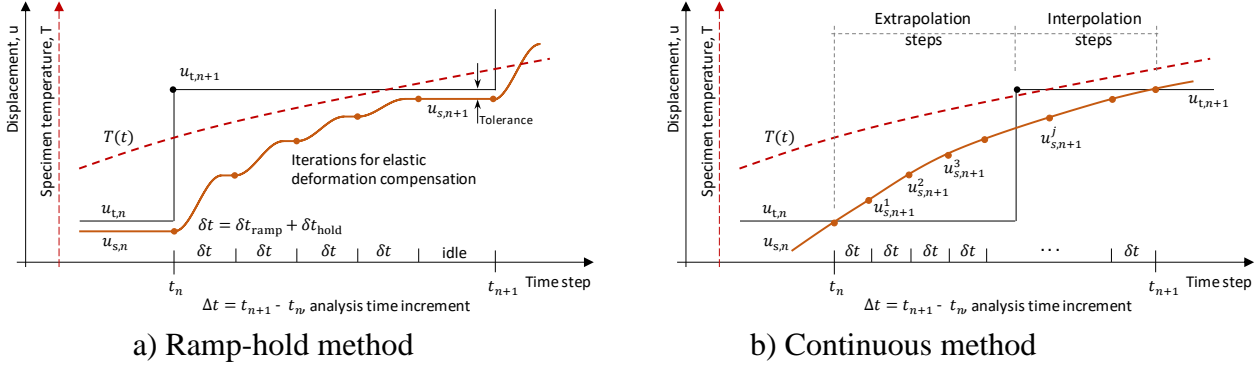 Displacement, u
Specimen temperature, T
u_{t,n+1}
T(t)
u_{s,n+1}
Tolerance
Iterations for elastic
deformation compensation
u_{t,n}
u_{s,n}
δt = δt_{ramp} + δt_{hold}
δt δt δt δt idle
t_n t_{n+1} Time step
Δt = t_{n+1} - t_n, analysis time increment
a) Ramp-hold method
Displacement, u
Specimen temperature, T
Extrapolation
steps
Interpolation
steps
T(t)
u_{t,n+1}
u^j_{s,n+1}
u^3_{s,n+1}
u^2_{s,n+1}
u^1_{s,n+1}
u_{t,n}
u_{s,n}
δt δt δt δt ... δt
t_n t_{n+1} Time step
Δt = t_{n+1} - t_n, analysis time increment
b) Continuous method